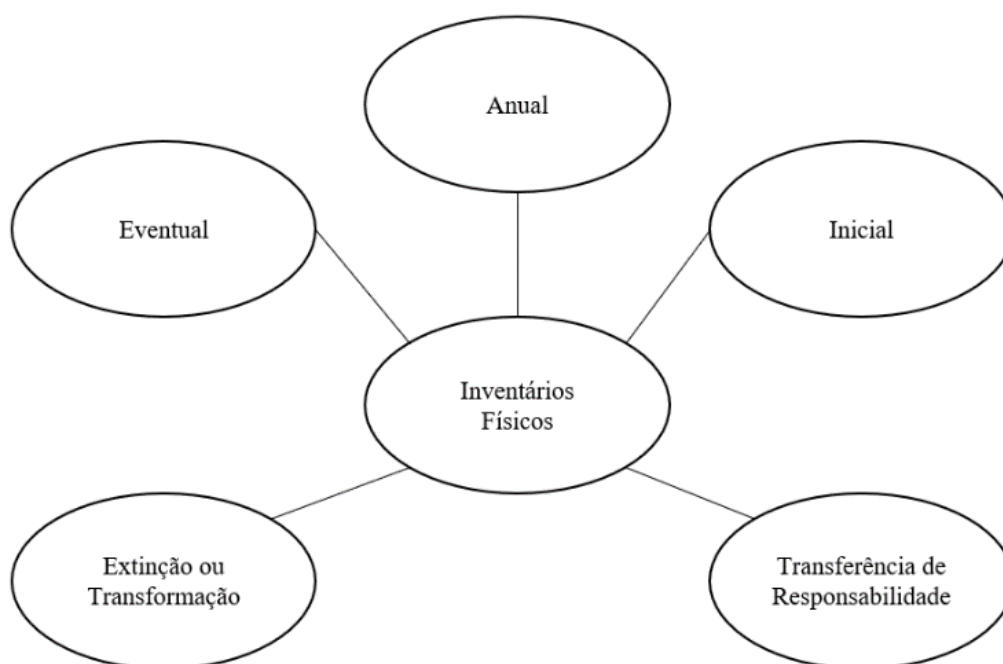 Anual
Eventual
Inicial
Inventários
Físicos
Extinção ou
Transformação
Transferência de
Responsabilidade